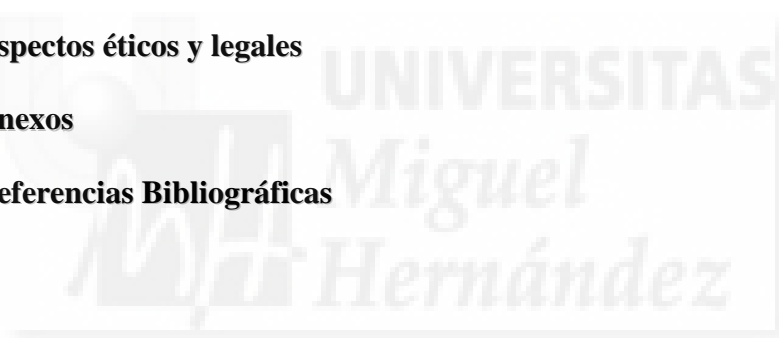 spectos éticos y legales
UNIVERSITAS
nexos
Miguel
eferencias Bibliográficas
Hernández